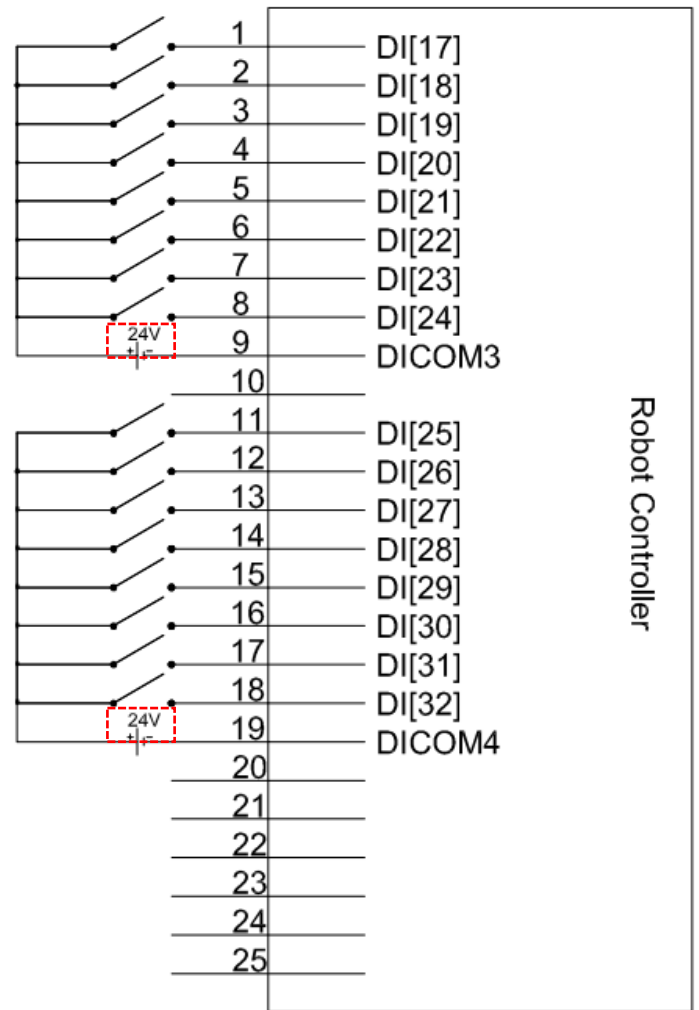 1 DI[17]
2 DI[18]
3 DI[19]
4 DI[20]
5 DI[21]
6 DI[22]
7 DI[23]
8 DI[24]
24V
+ -
9 DICOM3
10
11 DI[25]
12 DI[26]
13 DI[27]
14 DI[28]
15 DI[29]
16 DI[30]
17 DI[31]
18 DI[32]
24V
+ -
19 DICOM4
20
21
22
23
24
25
Robot Controller